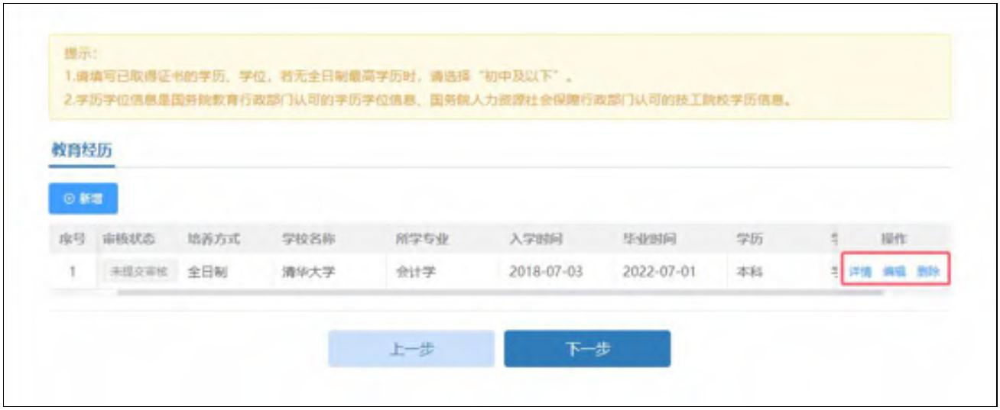 提示：
1.请填写已取得证书的学历、学位，若无全日制最高学历时，请选择“初中及以下”。
2.学历学位信息是国务院教育行政部门认可的学历学位信息、国务院人力资源社会保障行政部门认可的技工院校学历信息。
教育经历
新增
序号 审核状态 培养方式 学校名称 所学专业 入学时间 毕业时间 学历 操作
1 未提交审核 全日制 清华大学 会计学 2018-07-03 2022-07-01 本科 详情 编辑 删除
上一步 下一步